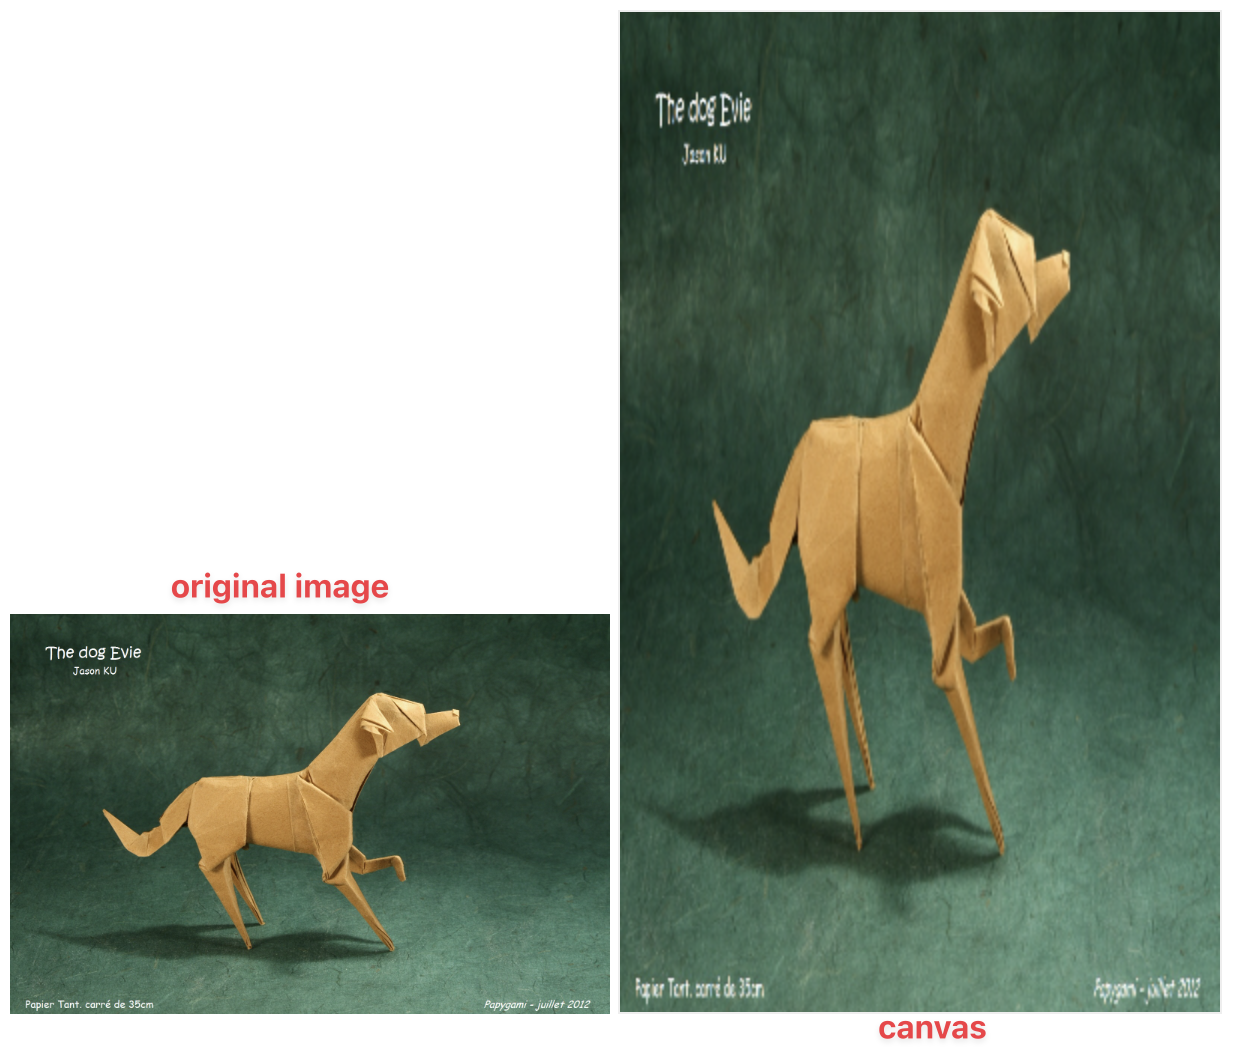 original image
The dog Evie
Jason KU
Papier Tant. carré de 35cm
Papygami - juillet 2012
The dog Evie
Jason KU
Papier Tant. carré de 35cm
Papygami - juillet 2012
canvas